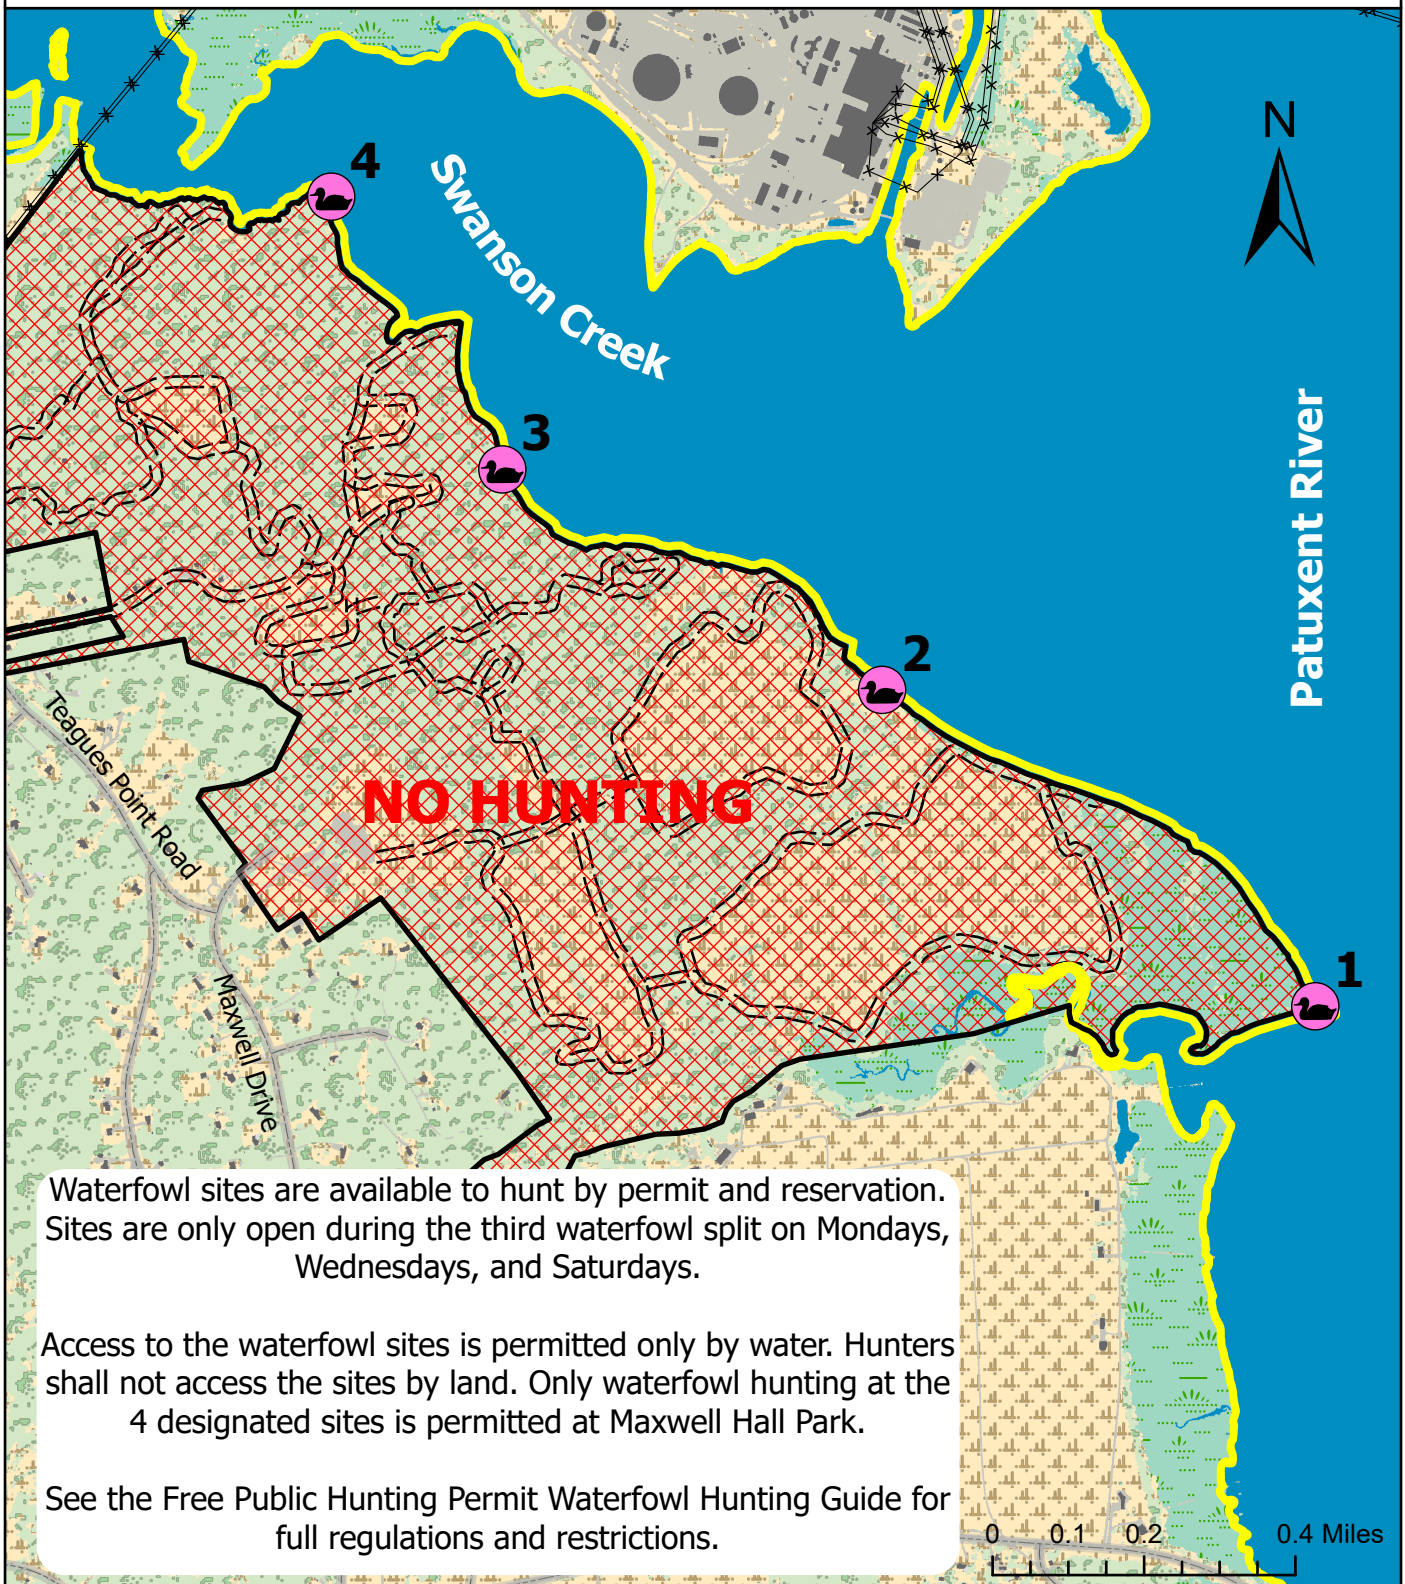 N
4
Swanson Creek
3
Patuxent River
2
Teagues Point Road
NO HUNTING
1
Maxwell Drive
Waterfowl sites are available to hunt by permit and reservation.
Sites are only open during the third waterfowl split on Mondays,
Wednesdays, and Saturdays.
Access to the waterfowl sites is permitted only by water. Hunters
shall not access the sites by land. Only waterfowl hunting at the
4 designated sites is permitted at Maxwell Hall Park.
See the Free Public Hunting Permit Waterfowl Hunting Guide for
full regulations and restrictions.
0 0.1 0.2 0.4 Miles